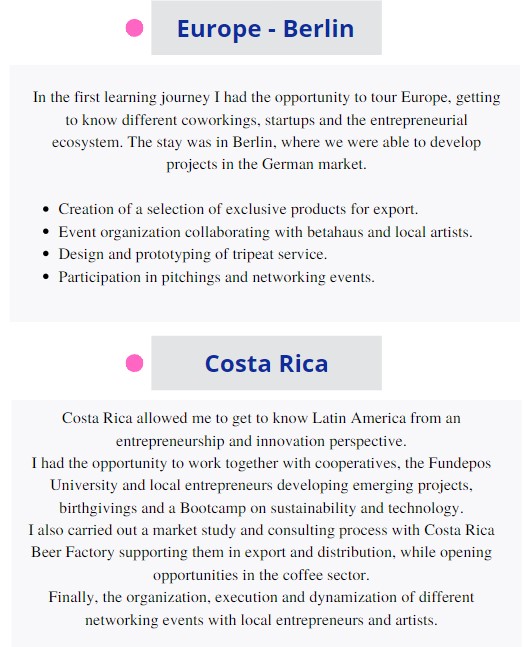 Europe - Berlin
In the first learning journey I had the opportunity to tour Europe, getting
to know different coworkings, startups and the entrepreneurial
ecosystem. The stay was in Berlin, where we were able to develop
projects in the German market.
• Creation of a selection of exclusive products for export.
• Event organization collaborating with betahaus and local artists.
• Design and prototyping of tripeat service.
• Participation in pitchings and networking events.
Costa Rica
Costa Rica allowed me to get to know Latin America from an
entrepreneurship and innovation perspective.
I had the opportunity to work together with cooperatives, the Fundepos
University and local entrepreneurs developing emerging projects,
birthgivings and a Bootcamp on sustainability and technology.
I also carried out a market study and consulting process with Costa Rica
Beer Factory supporting them in export and distribution, while opening
opportunities in the coffee sector.
Finally, the organization, execution and dynamization of different
networking events with local entrepreneurs and artists.